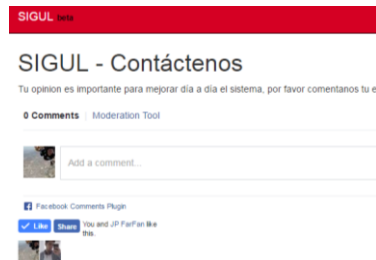 SIGUL beta
SIGUL - Contáctenos
Tu opinion es importante para mejorar día a día el sistema, por favor comentanos tu e
0 Comments Moderation Tool
Add a comment...
Facebook Comments Plugin
Like Share You and JP FarFan like
this.